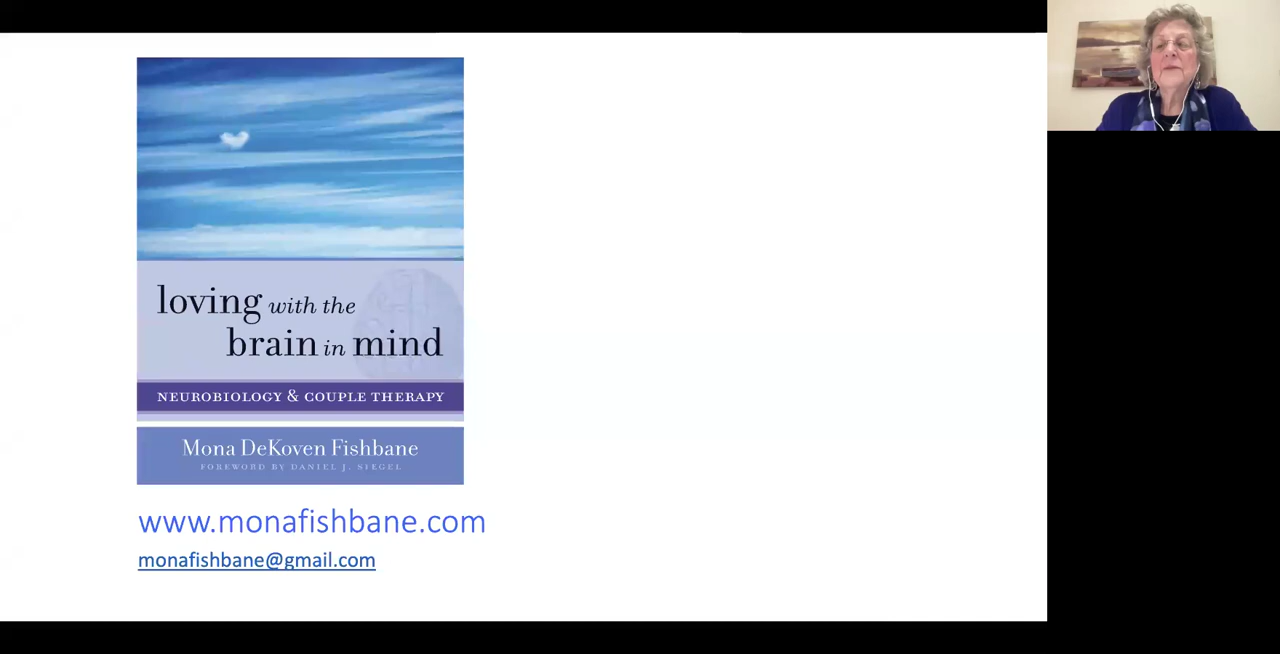 loving with the
brain in mind
NEUROBIOLOGY & COUPLE THERAPY
Mona DeKoven Fishbane
FOREWORD BY DANIEL J. SIEGEL
www.monafishbane.com
monafishbane@gmail.com